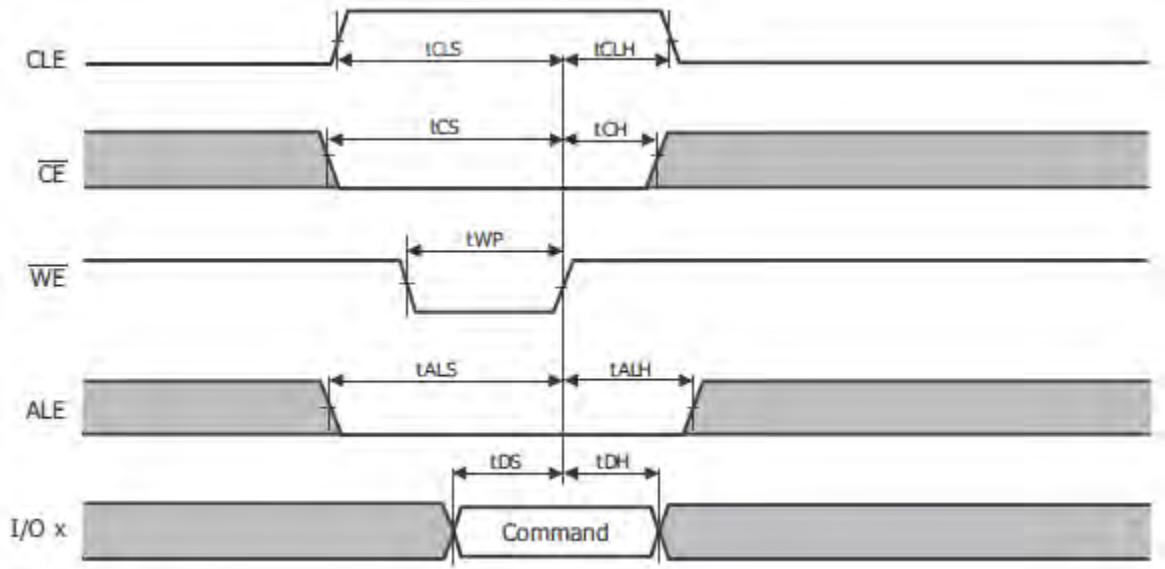 CLE tCLS tCLH
CE tCS tCH
WE tWP
ALE tALS tALH
I/O x tDS tDH
Command